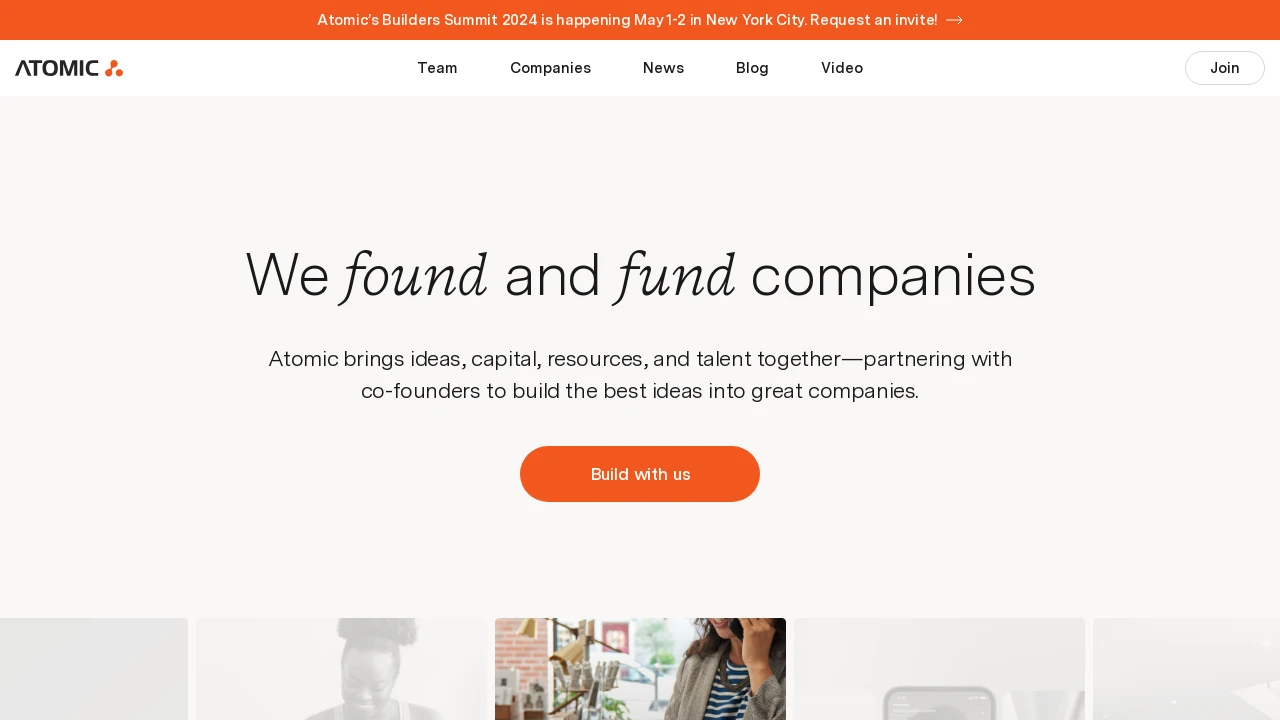 Atomic’s Builders Summit 2024 is happening May 1-2 in New York City. Request an invite! →
ATOMIC
Team
Companies
News
Blog
Video
Join
We found and fund companies
Atomic brings ideas, capital, resources, and talent together—partnering with
co-founders to build the best ideas into great companies.
Build with us